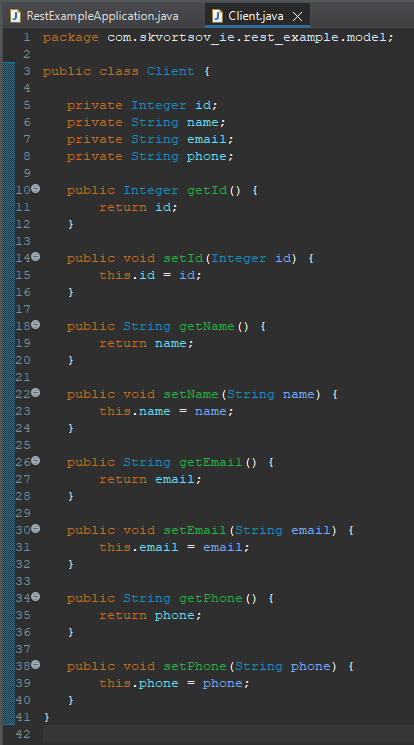 RestExampleApplication.java Client.java
1 package com.skvortsov_ie.rest_example.model;
2
3 public class Client {
4
5 private Integer id;
6 private String name;
7 private String email;
8 private String phone;
9
10 public Integer getId() {
11 return id;
12 }
13
14 public void setId(Integer id) {
15 this.id = id;
16 }
17
18 public String getName() {
19 return name;
20 }
21
22 public void setName(String name) {
23 this.name = name;
24 }
25
26 public String getEmail() {
27 return email;
28 }
29
30 public void setEmail(String email) {
31 this.email = email;
32 }
33
34 public String getPhone() {
35 return phone;
36 }
37
38 public void setPhone(String phone) {
39 this.phone = phone;
40 }
41 }
42